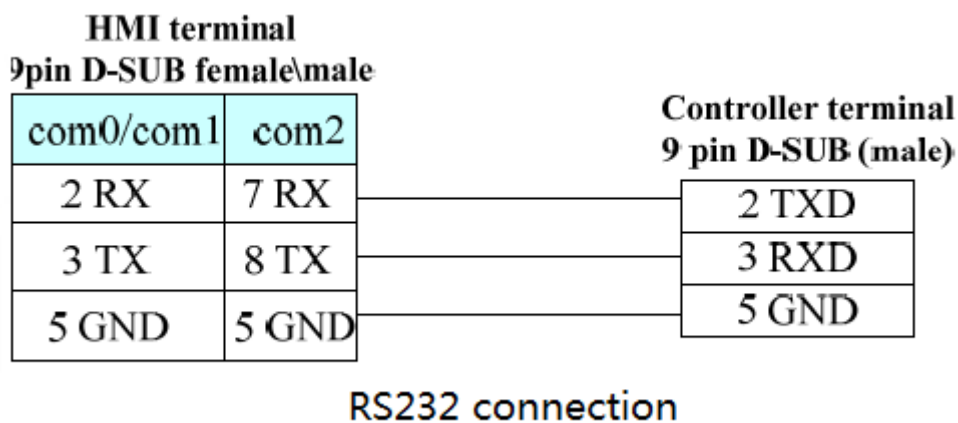 HMI terminal
9pin D-SUB female\male
com0/com1 com2
2 RX 7 RX
3 TX 8 TX
5 GND 5 GND
Controller terminal
9 pin D-SUB (male)
2 TXD
3 RXD
5 GND
RS232 connection